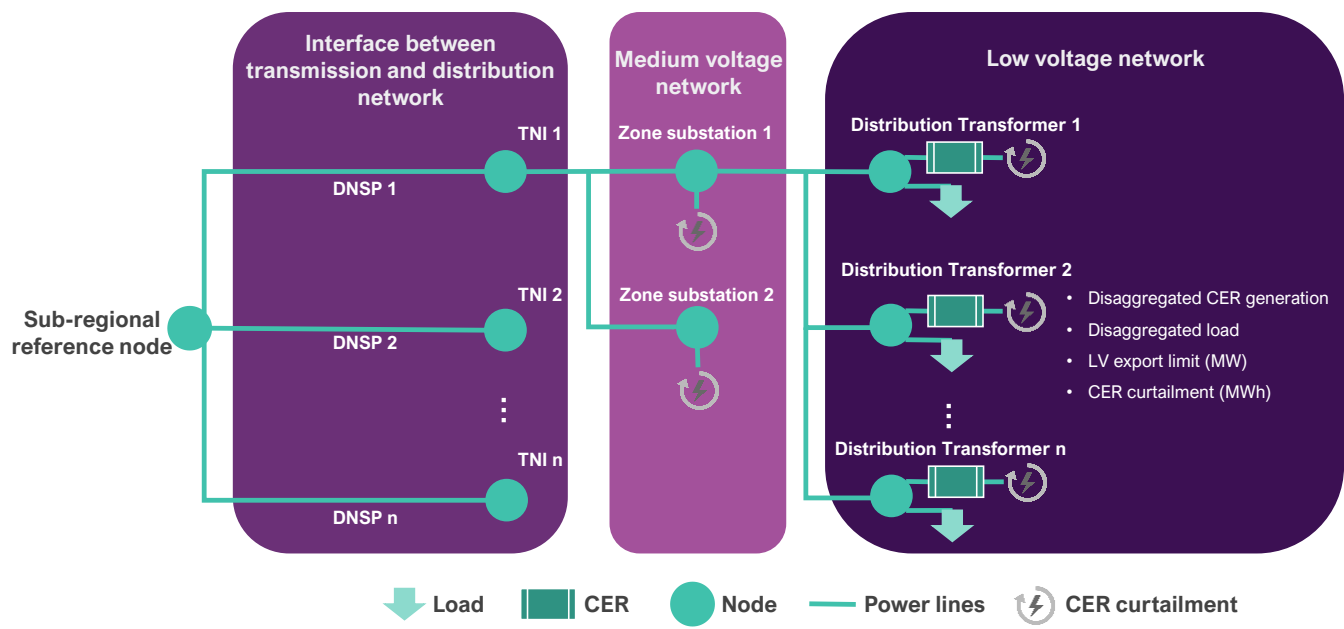 Interface between
transmission and distribution
network
Medium voltage
network
Low voltage network
TNI 1
Zone substation 1
Distribution Transformer 1
DNSP 1
TNI 2
Zone substation 2
Distribution Transformer 2
Sub-regional
reference node
DNSP 2
• Disaggregated CER generation
• Disaggregated load
• LV export limit (MW)
• CER curtailment (MWh)
⋮
⋮
TNI n
Distribution Transformer n
DNSP n
Load
CER
Node
Power lines
CER curtailment